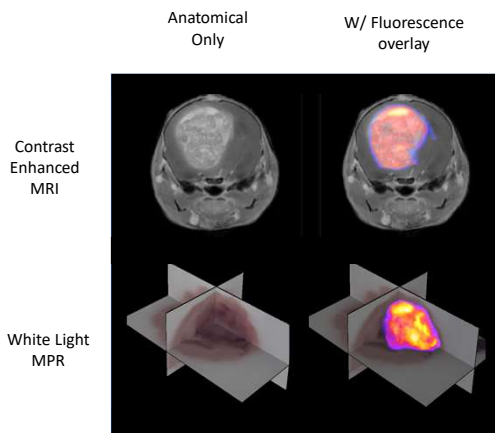 Anatomical
Only
W/ Fluorescence
overlay
Contrast
Enhanced
MRI
White Light
MPR